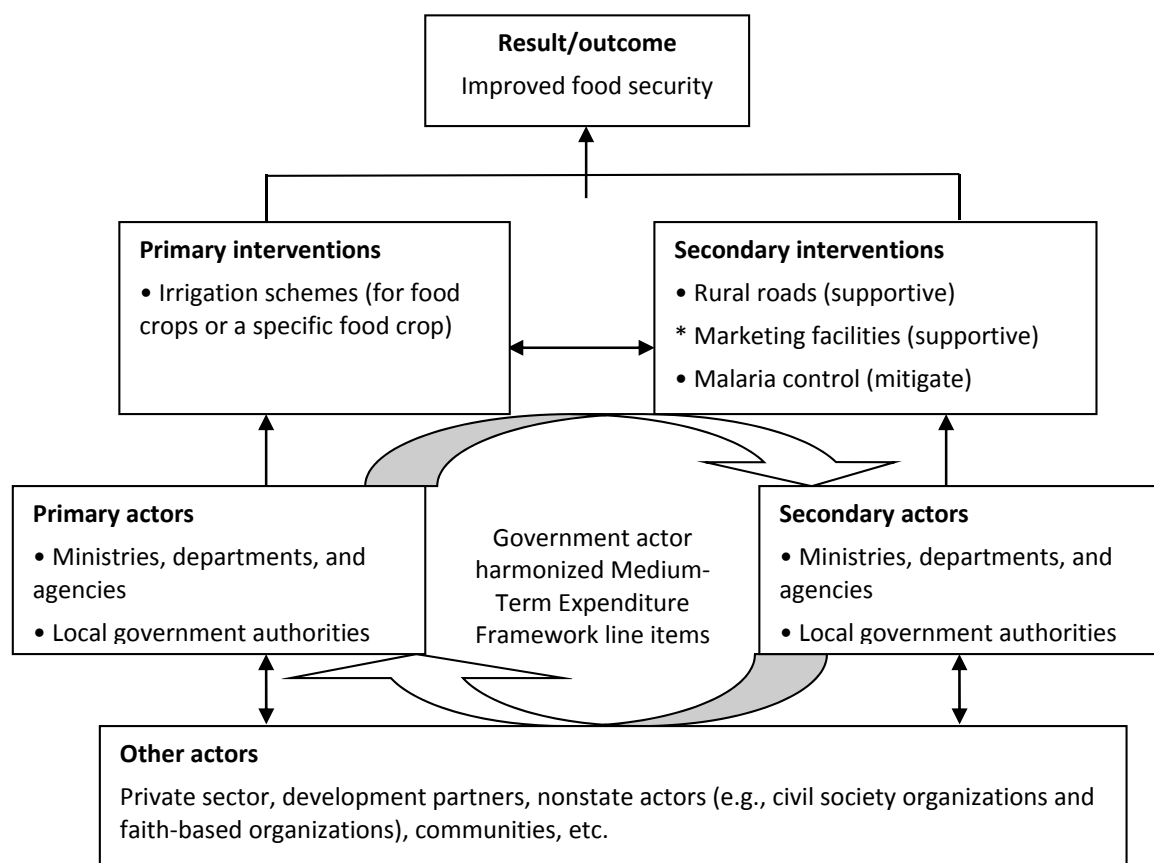 Result/outcome
Improved food security
Primary interventions
• Irrigation schemes (for food
crops or a specific food crop)
Secondary interventions
• Rural roads (supportive)
* Marketing facilities (supportive)
• Malaria control (mitigate)
Primary actors
• Ministries, departments, and
agencies
• Local government authorities
Government actor
harmonized Medium-
Term Expenditure
Framework line items
Secondary actors
• Ministries, departments, and
agencies
• Local government authorities
Other actors
Private sector, development partners, nonstate actors (e.g., civil society organizations and
faith-based organizations), communities, etc.